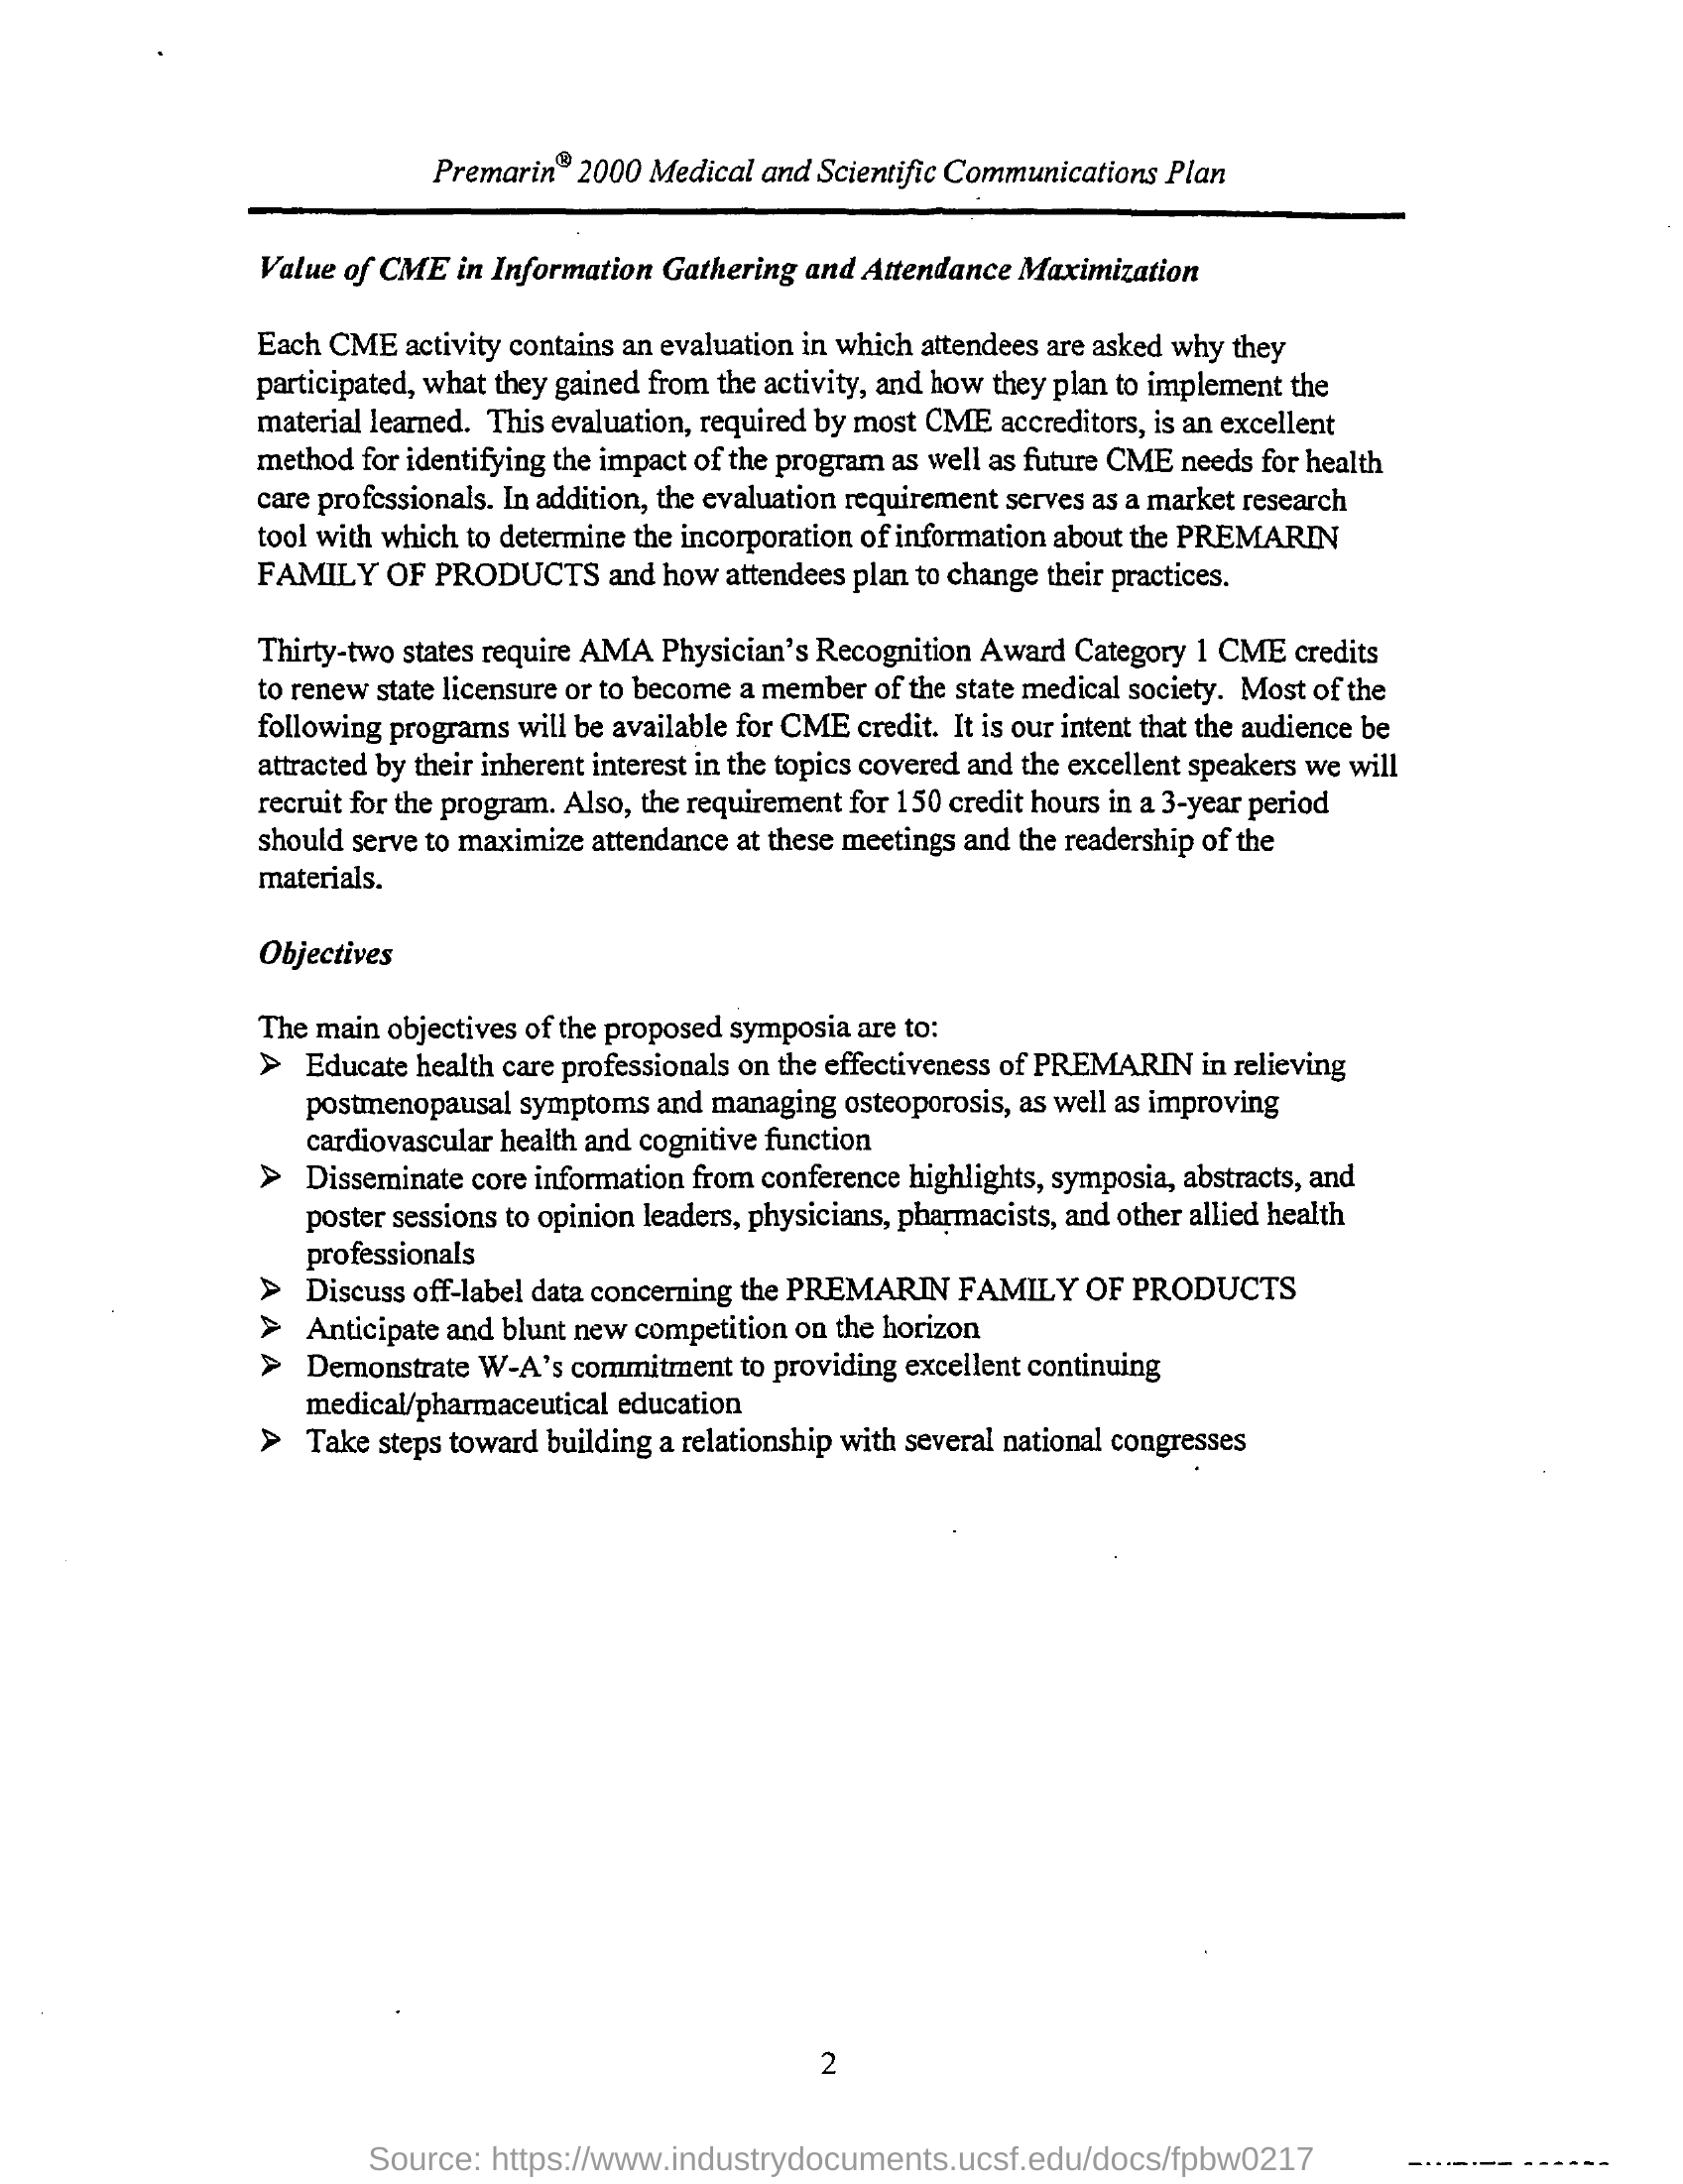 Premarin® 2000 Medical and Scientific Communications Plan
Value of CME in Information Gathering and Attendance Maximization
Each CME activity contains an evaluation in which attendees are asked why they
participated, what they gained from the activity, and how they plan to implement the
material learned. This evaluation, required by most CME accreditors, is an excellent
method for identifying the impact of the program as well as future CME needs for health
care professionals. In addition, the evaluation requirement serves as a market research
tool with which to determine the incorporation of information about the PREMARIN
FAMILY OF PRODUCTS and how attendees plan to change their practices.
Thirty-two states require AMA Physician's Recognition Award Category 1 CME credits
to renew state licensure or to become a member of the state medical society. Most of the
following programs will be available for CME credit. It is our intent that the audience be
attracted by their inherent interest in the topics covered and the excellent speakers we will
recruit for the program. Also, the requirement for 150 credit hours in a 3-year period
should serve to maximize attendance at these meetings and the readership of the
materials.
Objectives
The main objectives of the proposed symposia are to:
➢ Educate health care professionals on the effectiveness of PREMARIN in relieving
postmenopausal symptoms and managing osteoporosis, as well as improving
cardiovascular health and cognitive function
➢ Disseminate core information from conference highlights, symposia, abstracts, and
poster sessions to opinion leaders, physicians, pharmacists, and other allied health
professionals
➢ Discuss off-label data concerning the PREMARIN FAMILY OF PRODUCTS
➢ Anticipate and blunt new competition on the horizon
➢ Demonstrate W-A's commitment to providing excellent continuing
medical/pharmaceutical education
➢ Take steps toward building a relationship with several national congresses
2
Source: https://www.industrydocuments.ucsf.edu/docs/fpbw0217